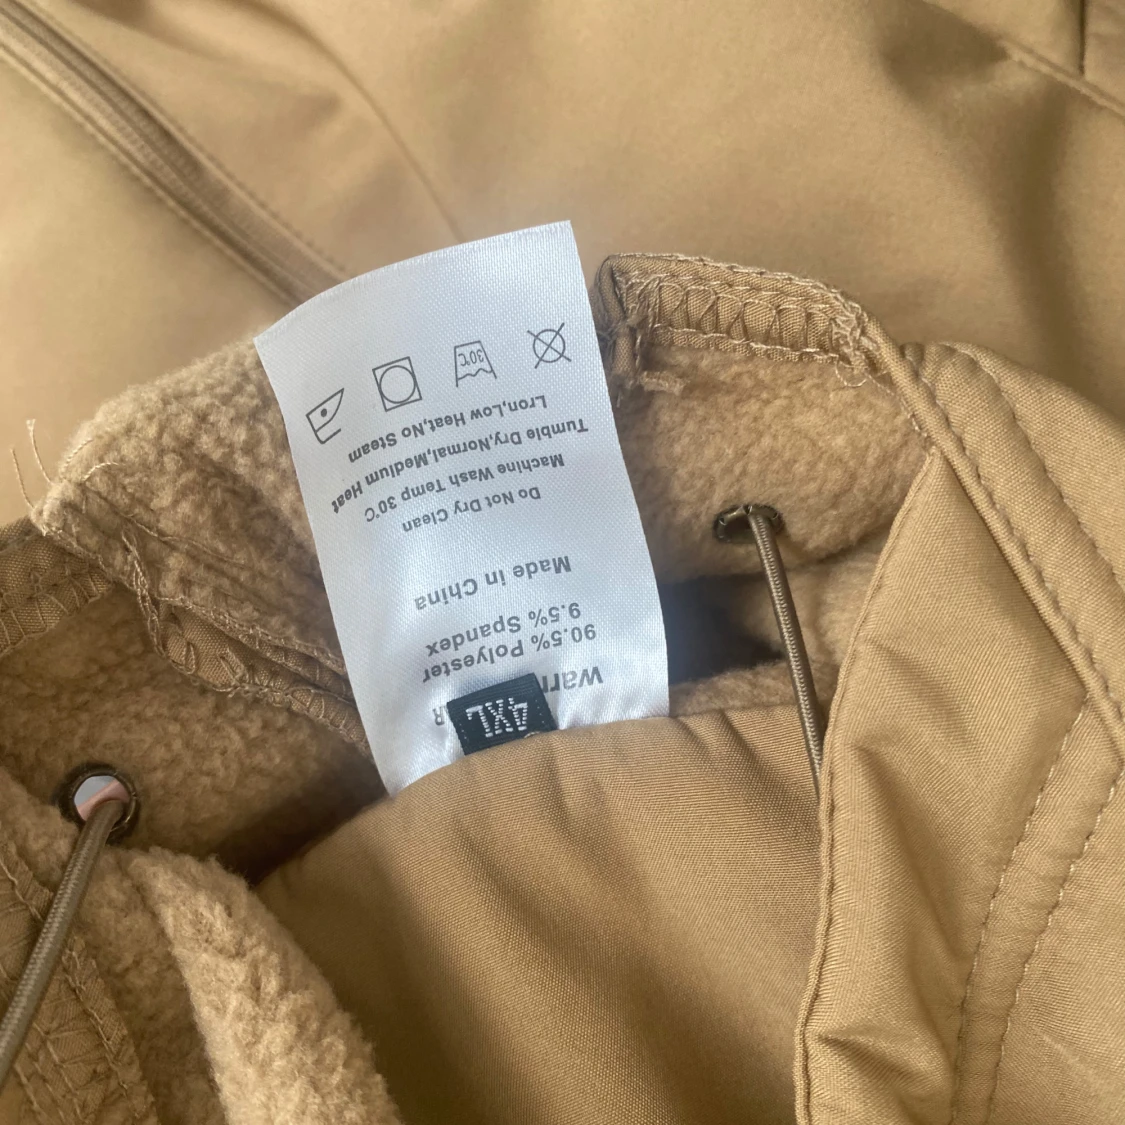 4XL
90.5% Polyester
9.5% Spandex
Made in China
Do Not Dry Clean
Machine Wash Temp 30℃
Tumble Dry,Normal,Medium Heat
Lron,Low Heat,No Steam
30℃